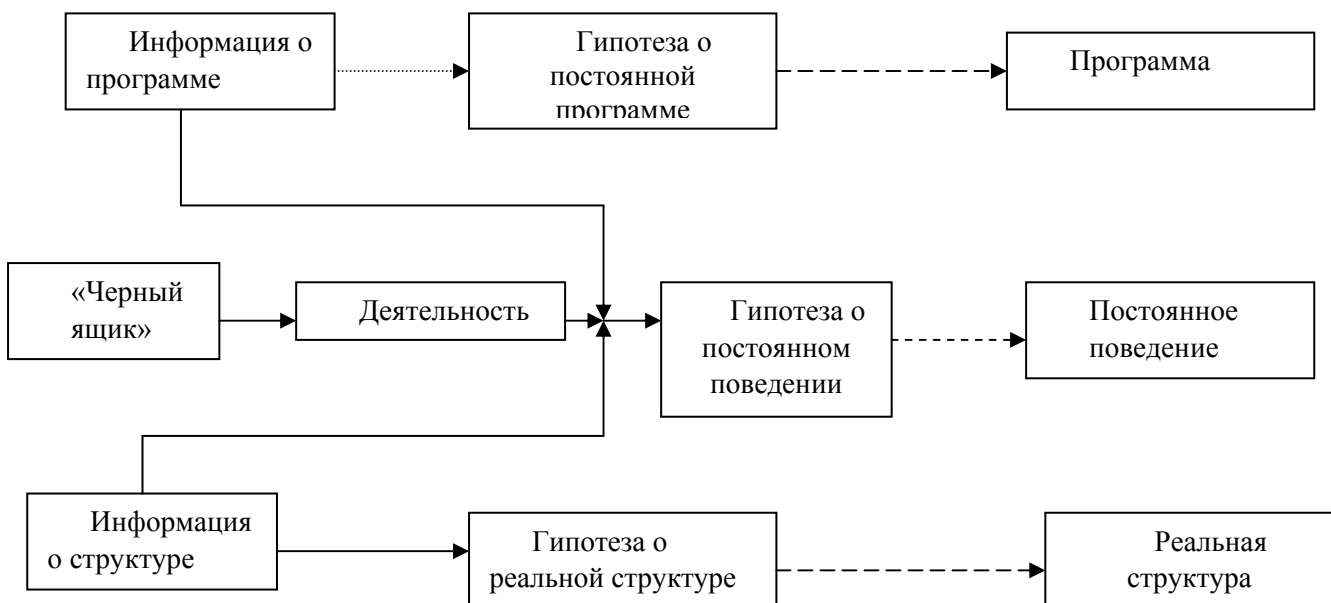 Информация о
программе
Гипотеза о
постоянной
программе
Программа
«Черный
ящик»
Деятельность
Гипотеза о
постоянном
поведении
Постоянное
поведение
Информация
о структуре
Гипотеза о
реальной структуре
Реальная
структура